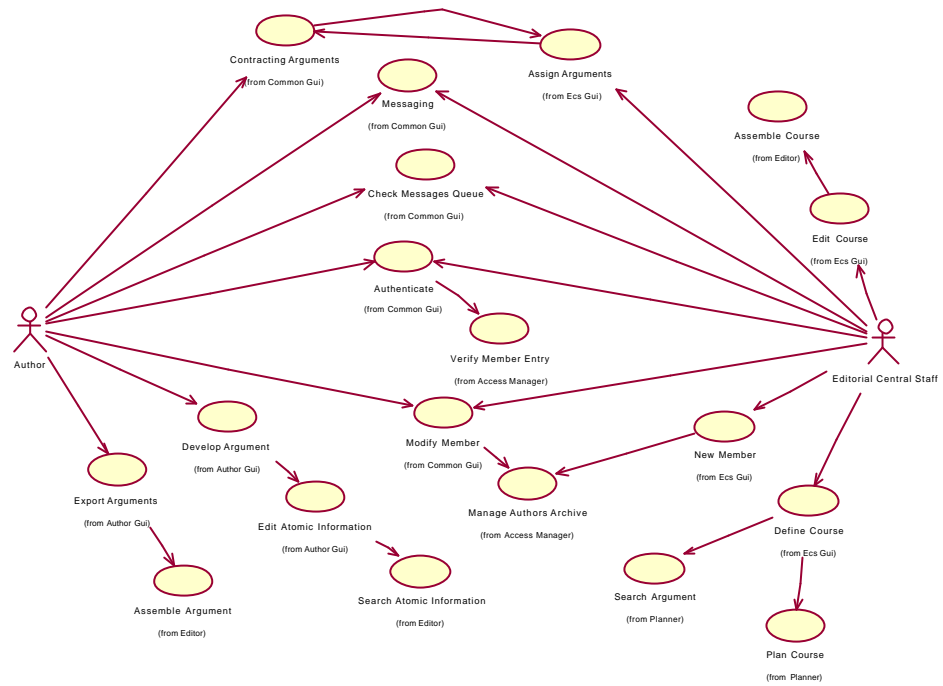 Contracting Arguments
(from Common Gui)
Assign Arguments
(from Ecs Gui)
Messaging
(from Common Gui)
Assemble Course
(from Editor)
Check Messages Queue
(from Common Gui)
Edit Course
(from Ecs Gui)
Authenticate
(from Common Gui)
Verify Member Entry
(from Access Manager)
Author
Editorial Central Staff
Develop Argument
(from Author Gui)
Modify Member
(from Common Gui)
New Member
(from Ecs Gui)
Export Arguments
(from Author Gui)
Edit Atomic Information
(from Author Gui)
Manage Authors Archive
(from Access Manager)
Define Course
(from Ecs Gui)
Assemble Argument
(from Editor)
Search Atomic Information
(from Editor)
Search Argument
(from Planner)
Plan Course
(from Planner)